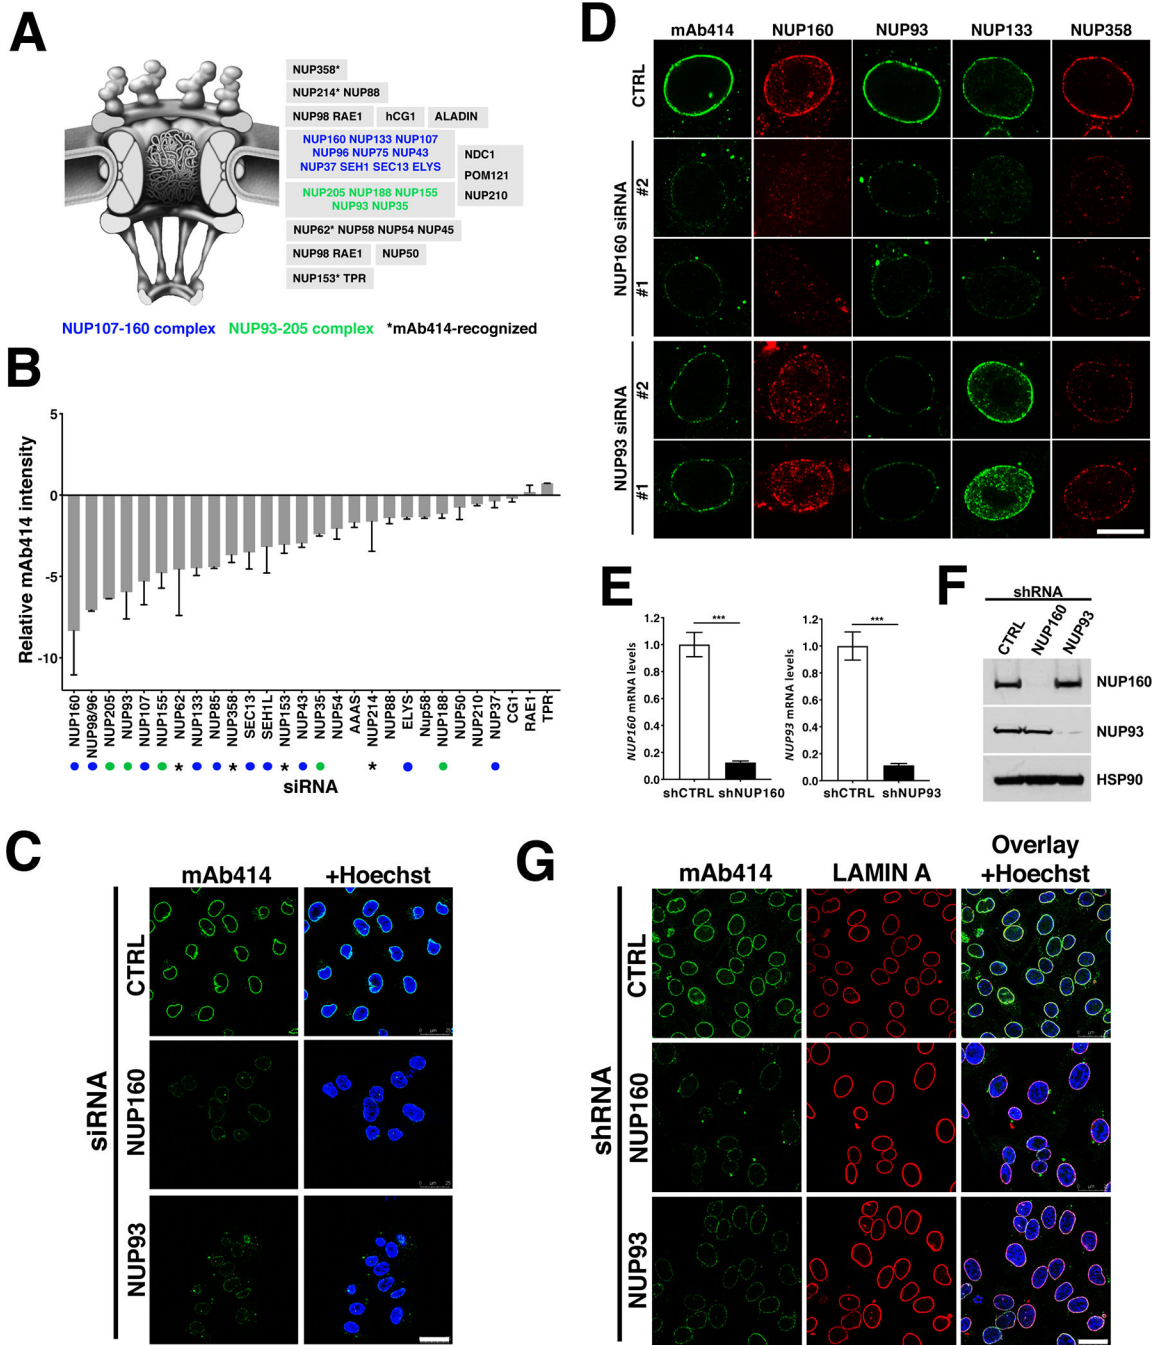 A
NUP358*
NUP214* NUP88
NUP98 RAE1
hCG1
ALADIN
NUP160 NUP133 NUP107
NUP96 NUP75 NUP43
NUP37 SEH1 SEC13 ELYS
NDC1
POM121
NUP210
NUP205 NUP188 NUP155
NUP93 NUP35
NUP62* NUP58 NUP54 NUP45
NUP98 RAE1
NUP50
NUP153* TPR
NUP107-160 complex
NUP93-205 complex
*mAb414-recognized
B
Relative mAb414 intensity
5
0
-5
-10
NUP160
NUP98/96
NUP205
NUP93
NUP107
NUP155
NUP62
NUP133
NUP85
NUP358
SEC13
SEH1L
NUP153
NUP43
NUP35
NUP54
AAAS
NUP214
NUP88
ELYS
Nup58
NUP188
NUP50
NUP210
NUP37
CG1
RAE1
TPR
* * * *
siRNA
C
mAb414
+Hoechst
siRNA
CTRL
NUP160
NUP93
D
mAb414
NUP160
NUP93
NUP133
NUP358
CTRL
NUP160 siRNA
#2
#1
NUP93 siRNA
#2
#1
E
NUP160 mRNA levels
1.2
1.0
0.8
0.6
0.4
0.2
0.0
***
shCTRL shNUP160
NUP93 mRNA levels
1.2
1.0
0.8
0.6
0.4
0.2
0.0
***
shCTRL shNUP93
F
shRNA
CTRL
NUP160
NUP93
NUP160
NUP93
HSP90
G
mAb414
LAMIN A
Overlay
+Hoechst
shRNA
CTRL
NUP160
NUP93